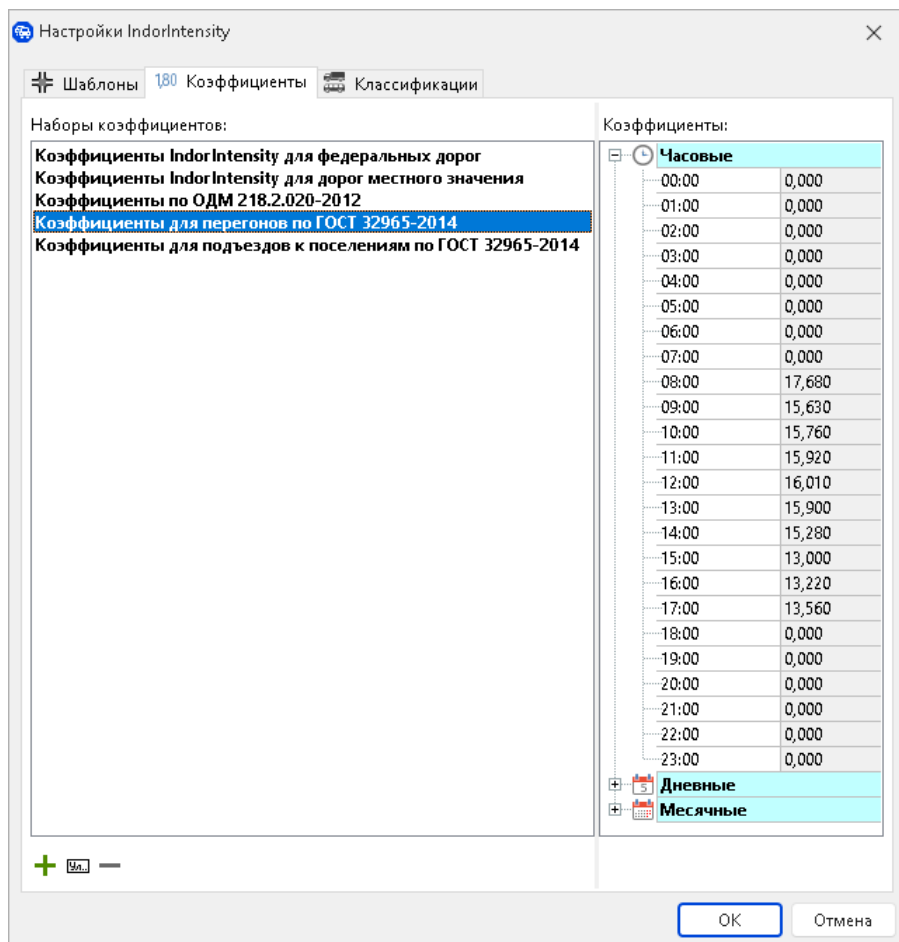 Настройки IndorIntensity
Шаблоны 1,80 Коэффициенты Классификации
Наборы коэффициентов:
Коэффициенты IndorIntensity для федеральных дорог
Коэффициенты IndorIntensity для дорог местного значения
Коэффициенты по ОДМ 218.2.020-2012
Коэффициенты для перегонов по ГОСТ 32965-2014
Коэффициенты для подъездов к поселениям по ГОСТ 32965-2014
Коэффициенты:
Часовые
00:00 0,000
01:00 0,000
02:00 0,000
03:00 0,000
04:00 0,000
05:00 0,000
06:00 0,000
07:00 0,000
08:00 17,680
09:00 15,630
10:00 15,760
11:00 15,920
12:00 16,010
13:00 15,900
14:00 15,280
15:00 13,000
16:00 13,220
17:00 13,560
18:00 0,000
19:00 0,000
20:00 0,000
21:00 0,000
22:00 0,000
23:00 0,000
5 Дневные
Месячные
Ул..
OK Отмена